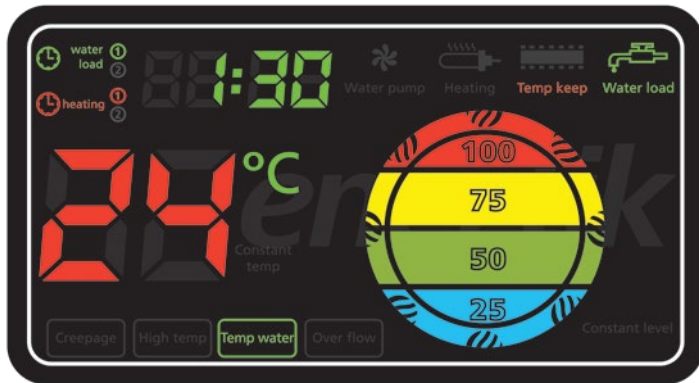 water load 1 2
1:30
heating 1 2
Water pump
Heating
Temp keep
Water load
24 °C
Constant temp
100
75
50
25
Constant level
Creepage
High temp
Temp water
Over flow